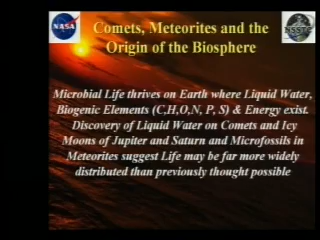 NASA
Comets, Meteorites and the
NSSTC
Origin of the Biosphere
Microbial Life thrives on Earth where Liquid Water,
Biogenic Elements (C,H,O,N, P, S) & Energy exist.
Discovery of Liquid Water on Comets and Icy
Moons of Jupiter and Saturn and Microfossils in
Meteorites suggest Life may be far more widely
distributed than previously thought possible